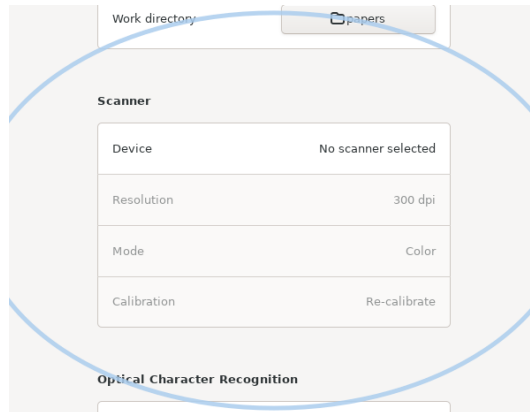 Work directory papers
Scanner
Device No scanner selected
Resolution 300 dpi
Mode Color
Calibration Re-calibrate
Optical Character Recognition